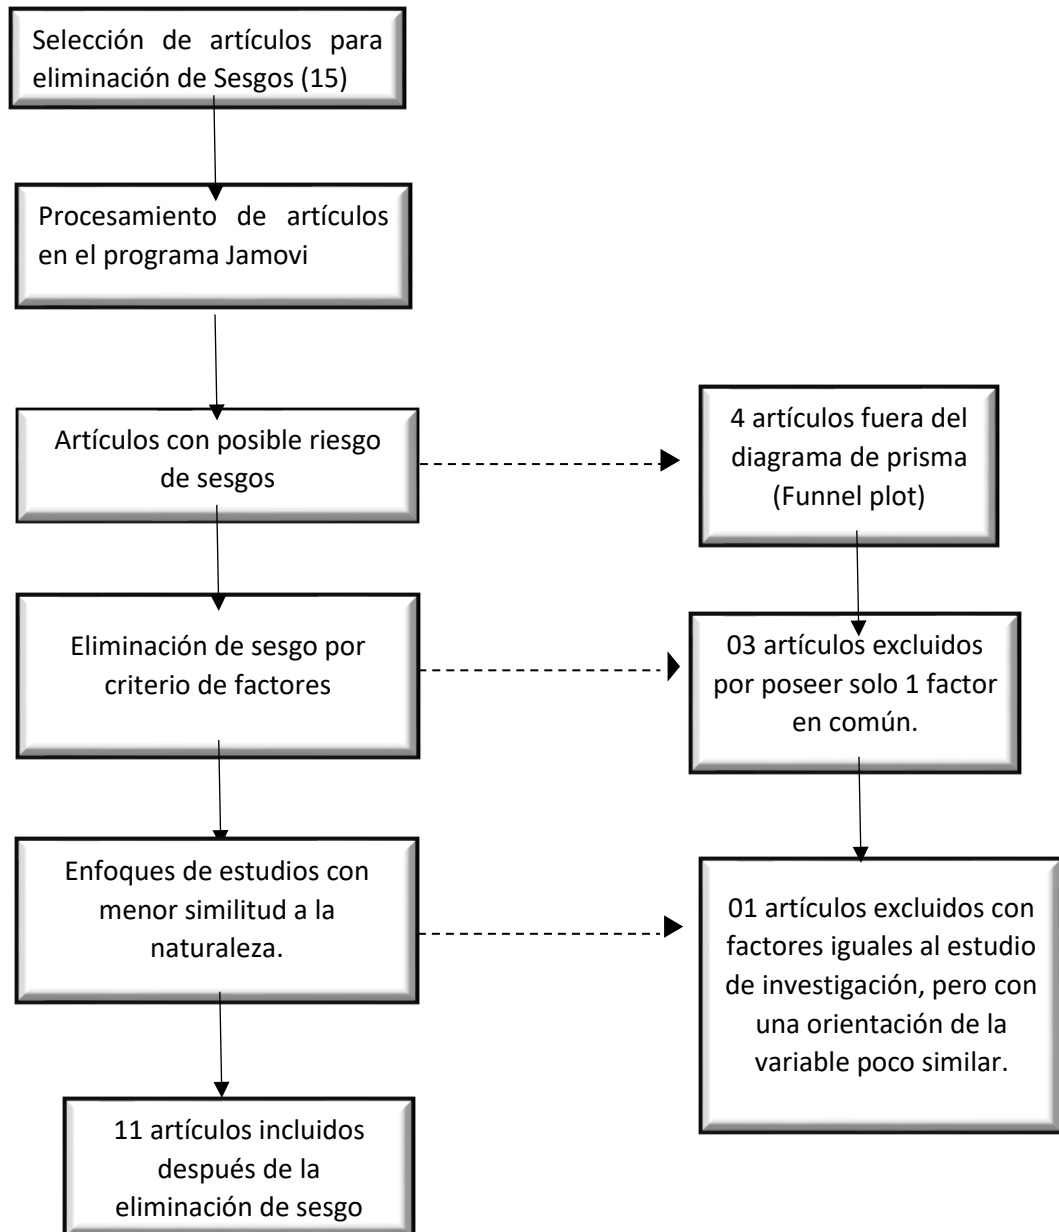 Selección de artículos para
eliminación de Sesgos (15)
Procesamiento de artículos
en el programa Jamovi
Artículos con posible riesgo
de sesgos
4 artículos fuera del
diagrama de prisma
(Funnel plot)
Eliminación de sesgo por
criterio de factores
03 artículos excluidos
por poseer solo 1 factor
en común.
Enfoques de estudios con
menor similitud a la
naturaleza.
01 artículos excluidos con
factores iguales al estudio
de investigación, pero con
una orientación de la
variable poco similar.
11 artículos incluidos
después de la
eliminación de sesgo